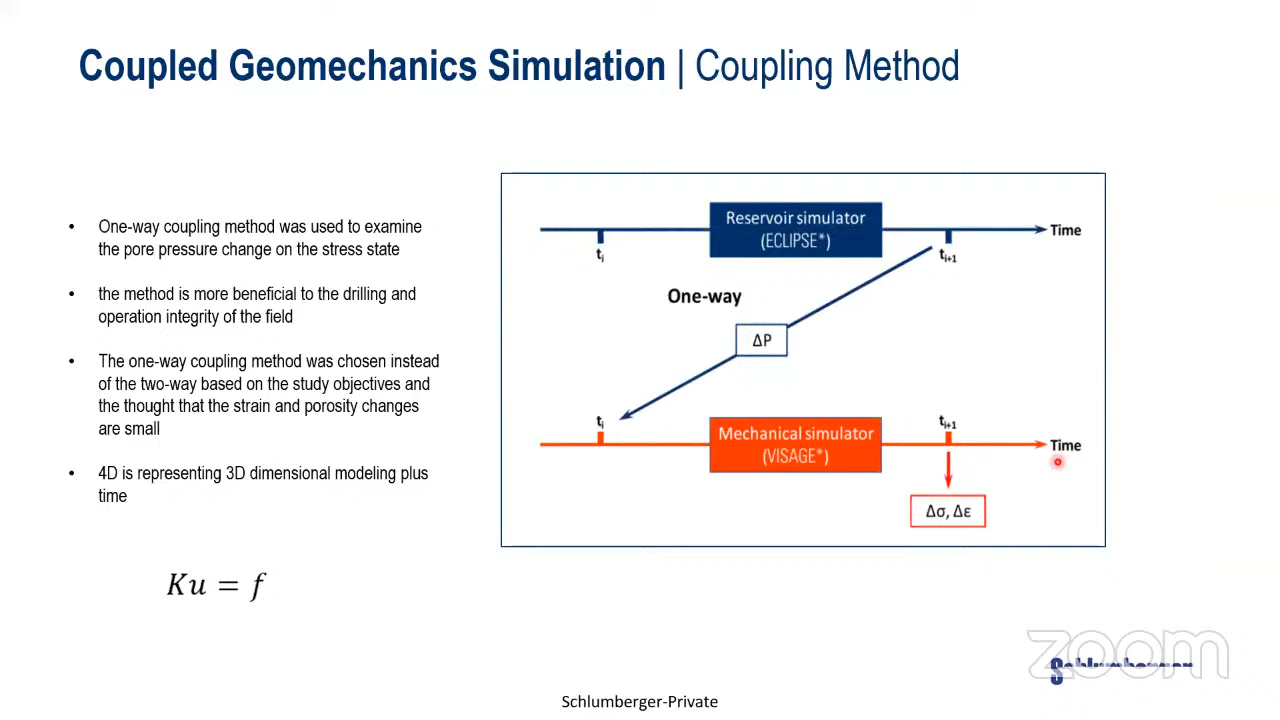 Coupled Geomechanics Simulation | Coupling Method
• One-way coupling method was used to examine
the pore pressure change on the stress state
• the method is more beneficial to the drilling and
operation integrity of the field
• The one-way coupling method was chosen instead
of the two-way based on the study objectives and
the thought that the strain and porosity changes
are small
• 4D is representing 3D dimensional modeling plus
time
Ku = f
Reservoir simulator
(ECLIPSE*)
Time
tᵢ
tᵢ₊₁
One-way
ΔP
tᵢ
tᵢ₊₁
Mechanical simulator
(VISAGE*)
Time
Δσ, Δε
zoom
Schlumberger
Schlumberger-Private